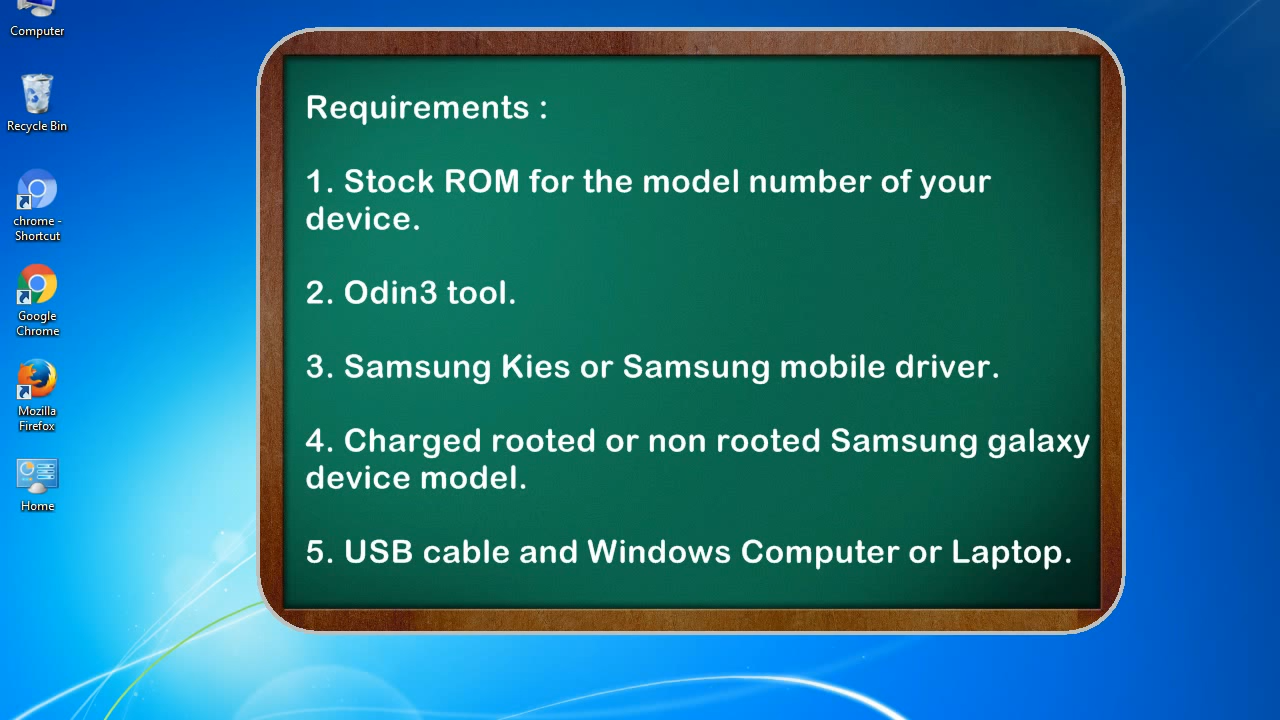 Computer
Recycle Bin
chrome -
Shortcut
Google
Chrome
Mozilla
Firefox
Home
Requirements :
1. Stock ROM for the model number of your
device.
2. Odin3 tool.
3. Samsung Kies or Samsung mobile driver.
4. Charged rooted or non rooted Samsung galaxy
device model.
5. USB cable and Windows Computer or Laptop.